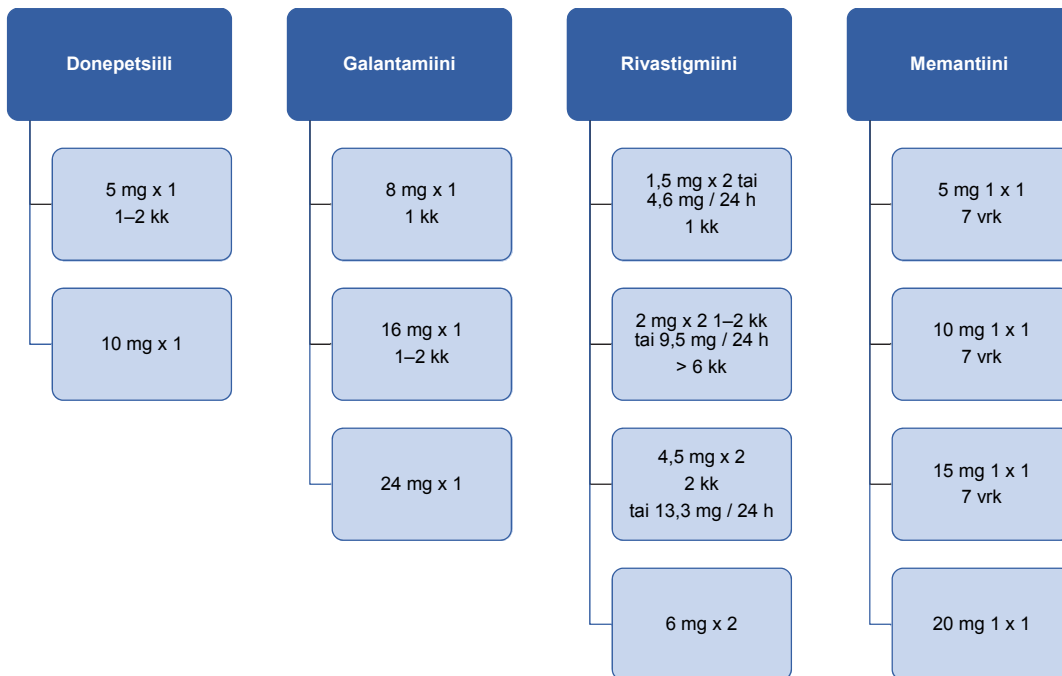 Donepetsiili
5 mg x 1
1–2 kk
10 mg x 1
Galantamiini
8 mg x 1
1 kk
16 mg x 1
1–2 kk
24 mg x 1
Rivastigmiini
1,5 mg x 2 tai
4,6 mg / 24 h
1 kk
2 mg x 2 1–2 kk
tai 9,5 mg / 24 h
> 6 kk
4,5 mg x 2
2 kk
tai 13,3 mg / 24 h
6 mg x 2
Memantiini
5 mg 1 x 1
7 vrk
10 mg 1 x 1
7 vrk
15 mg 1 x 1
7 vrk
20 mg 1 x 1